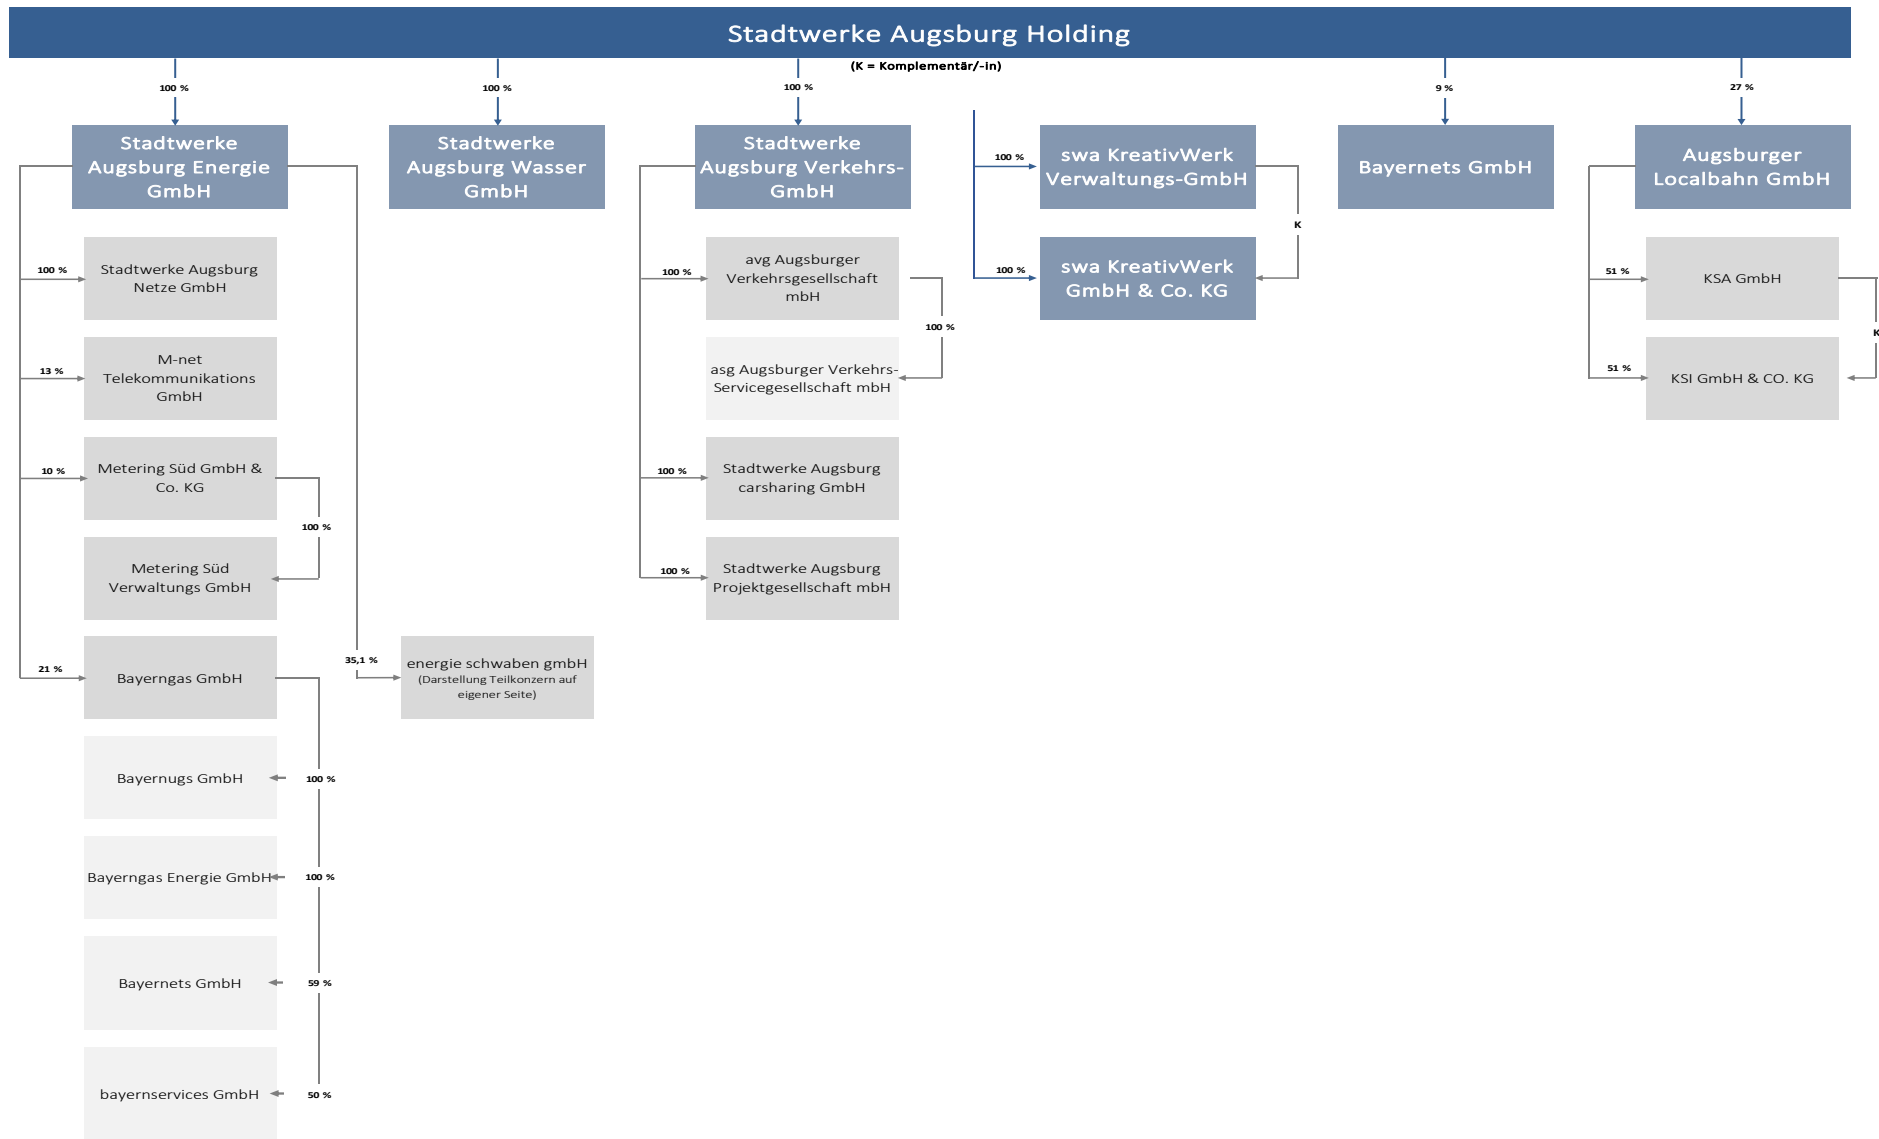 Stadtwerke Augsburg Holding
(K = Komplementär/-in)
100 %
100 %
100 %
9 %
27 %
Stadtwerke
Augsburg Energie
GmbH
Stadtwerke
Augsburg Wasser
GmbH
Stadtwerke
Augsburg Verkehrs-
GmbH
100 %
swa KreativWerk
Verwaltungs-GmbH
Bayernets GmbH
Augsburger
Localbahn GmbH
K
100 %
Stadtwerke Augsburg
Netze GmbH
100 %
avg Augsburger
Verkehrsgesellschaft
mbH
100 %
swa KreativWerk
GmbH & Co. KG
51 %
KSA GmbH
100 %
K
13 %
M-net
Telekommunikations
GmbH
asg Augsburger Verkehrs-
Servicegesellschaft mbH
51 %
KSI GmbH & CO. KG
10 %
Metering Süd GmbH &
Co. KG
100 %
100 %
Stadtwerke Augsburg
carsharing GmbH
Metering Süd
Verwaltungs GmbH
100 %
Stadtwerke Augsburg
Projektgesellschaft mbH
21 %
Bayerngas GmbH
35,1 %
energie schwaben gmbH
(Darstellung Teilkonzern auf
eigener Seite)
Bayernugs GmbH
100 %
Bayerngas Energie GmbH
100 %
Bayernets GmbH
59 %
bayernservices GmbH
50 %